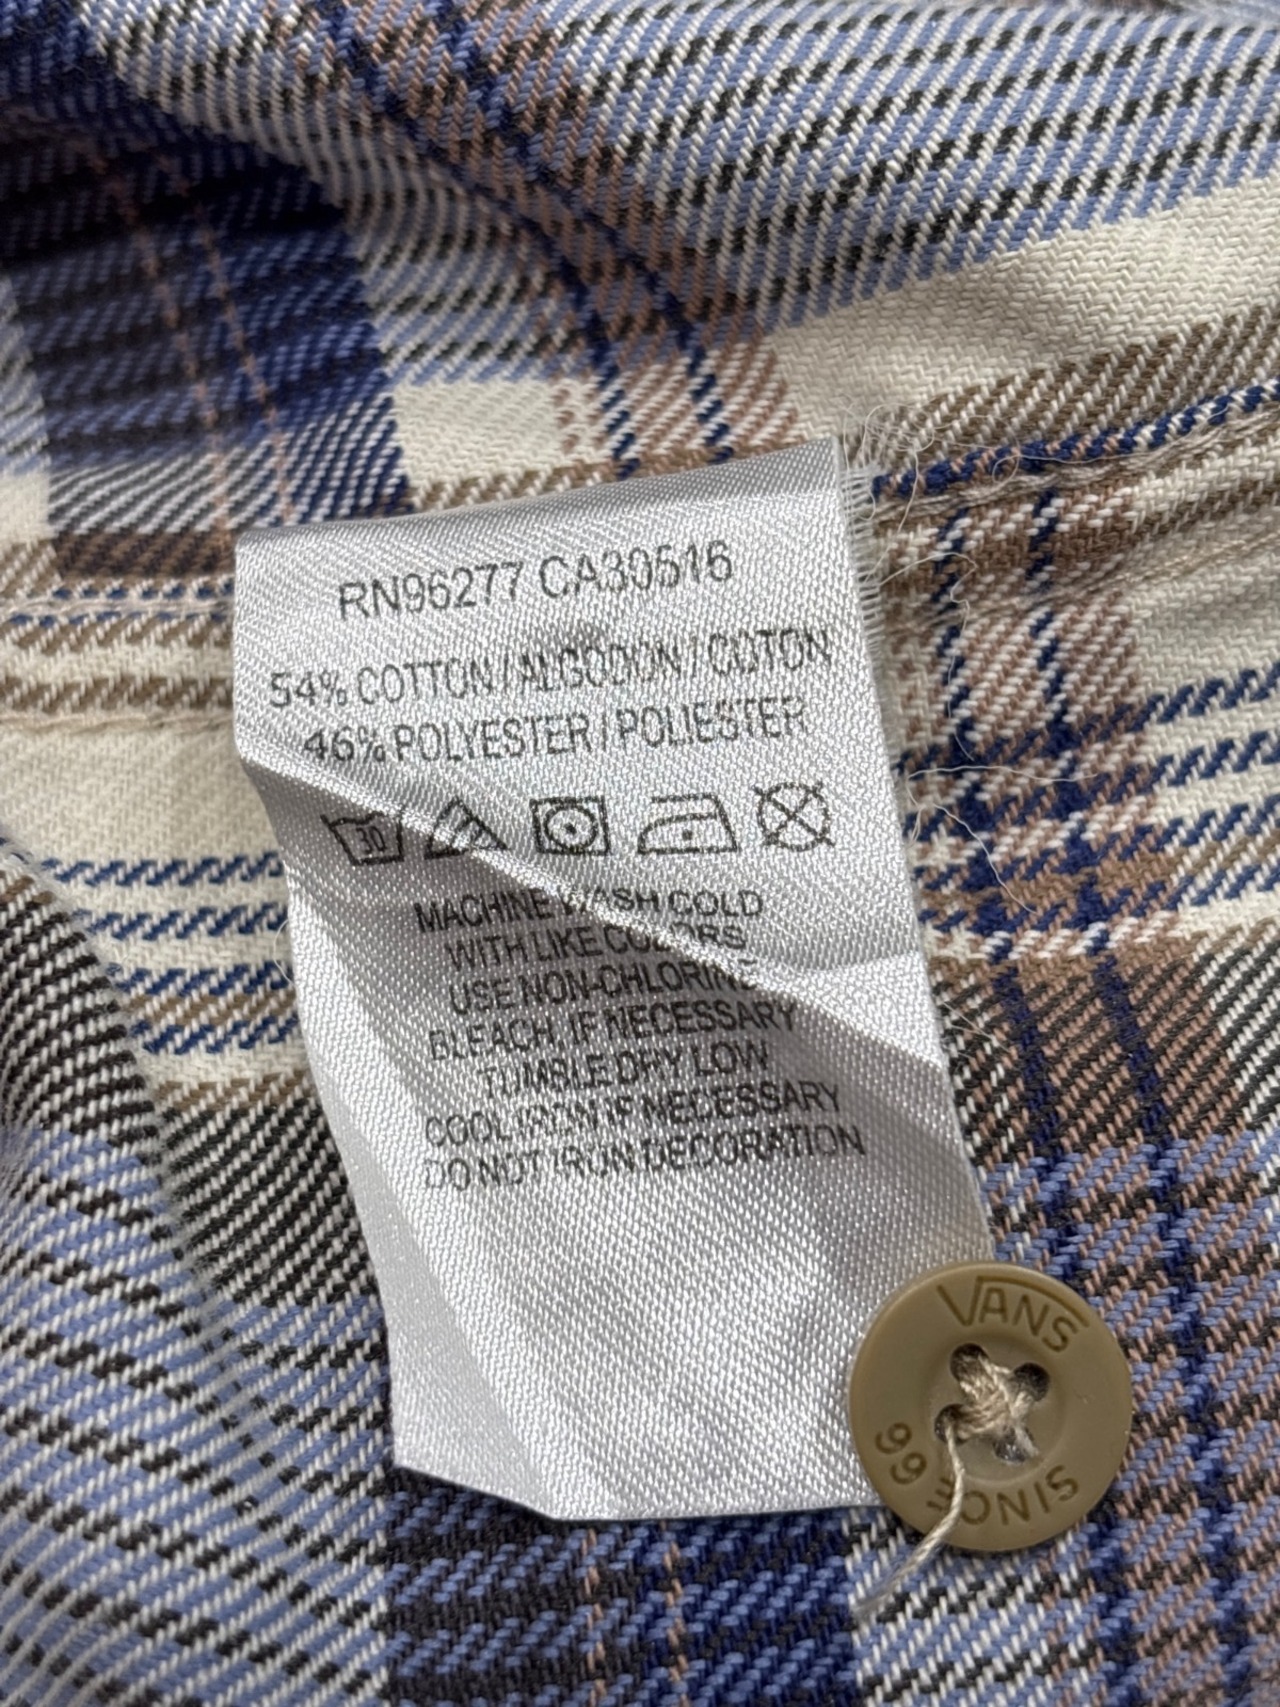 RN96277 CA30516
54% COTTON / ALGODON / COTON
46% POLYESTER / POLIESTER
30
MACHINE WASH COLD
WITH LIKE COLORS
USE NON-CHLORINE
BLEACH, IF NECESSARY
TUMBLE DRY LOW
COOL IRON IF NECESSARY
DO NOT IRON DECORATION
VANS
SINCE 66